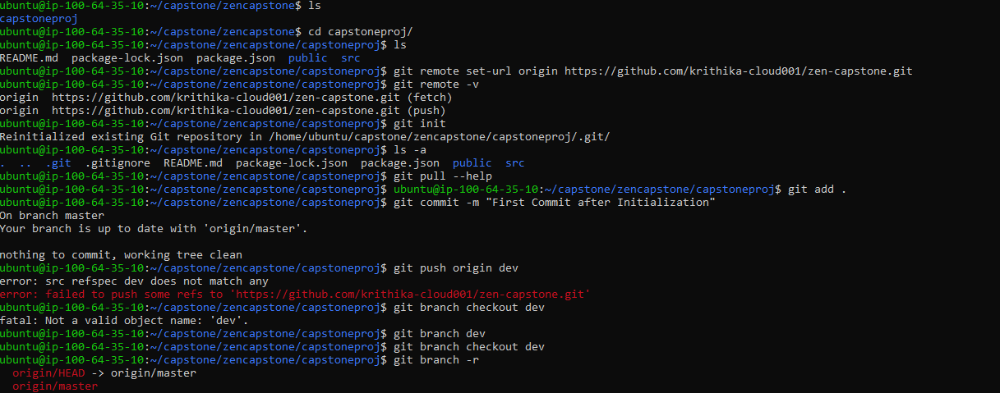 ubuntu@ip-100-64-35-10:~/capstone/zencapstone$ ls
capstoneproj
ubuntu@ip-100-64-35-10:~/capstone/zencapstone$ cd capstoneproj/
ubuntu@ip-100-64-35-10:~/capstone/zencapstone/capstoneproj$ ls
README.md  package-lock.json  package.json  public  src
ubuntu@ip-100-64-35-10:~/capstone/zencapstone/capstoneproj$ git remote set-url origin https://github.com/krithika-cloud001/zen-capstone.git
ubuntu@ip-100-64-35-10:~/capstone/zencapstone/capstoneproj$ git remote -v
origin  https://github.com/krithika-cloud001/zen-capstone.git (fetch)
origin  https://github.com/krithika-cloud001/zen-capstone.git (push)
ubuntu@ip-100-64-35-10:~/capstone/zencapstone/capstoneproj$ git init
Reinitialized existing Git repository in /home/ubuntu/capstone/zencapstone/capstoneproj/.git/
ubuntu@ip-100-64-35-10:~/capstone/zencapstone/capstoneproj$ ls -a
.  ..  .git  .gitignore  README.md  package-lock.json  package.json  public  src
ubuntu@ip-100-64-35-10:~/capstone/zencapstone/capstoneproj$ git pull --help
ubuntu@ip-100-64-35-10:~/capstone/zencapstone/capstoneproj$ ubuntu@ip-100-64-35-10:~/capstone/zencapstone/capstoneproj$ git add .
ubuntu@ip-100-64-35-10:~/capstone/zencapstone/capstoneproj$ git commit -m "First Commit after Initialization"
On branch master
Your branch is up to date with 'origin/master'.
nothing to commit, working tree clean
ubuntu@ip-100-64-35-10:~/capstone/zencapstone/capstoneproj$ git push origin dev
error: src refspec dev does not match any
error: failed to push some refs to 'https://github.com/krithika-cloud001/zen-capstone.git'
ubuntu@ip-100-64-35-10:~/capstone/zencapstone/capstoneproj$ git branch checkout dev
fatal: Not a valid object name: 'dev'.
ubuntu@ip-100-64-35-10:~/capstone/zencapstone/capstoneproj$ git branch dev
ubuntu@ip-100-64-35-10:~/capstone/zencapstone/capstoneproj$ git branch checkout dev
ubuntu@ip-100-64-35-10:~/capstone/zencapstone/capstoneproj$ git branch -r
  origin/HEAD -> origin/master
  origin/master